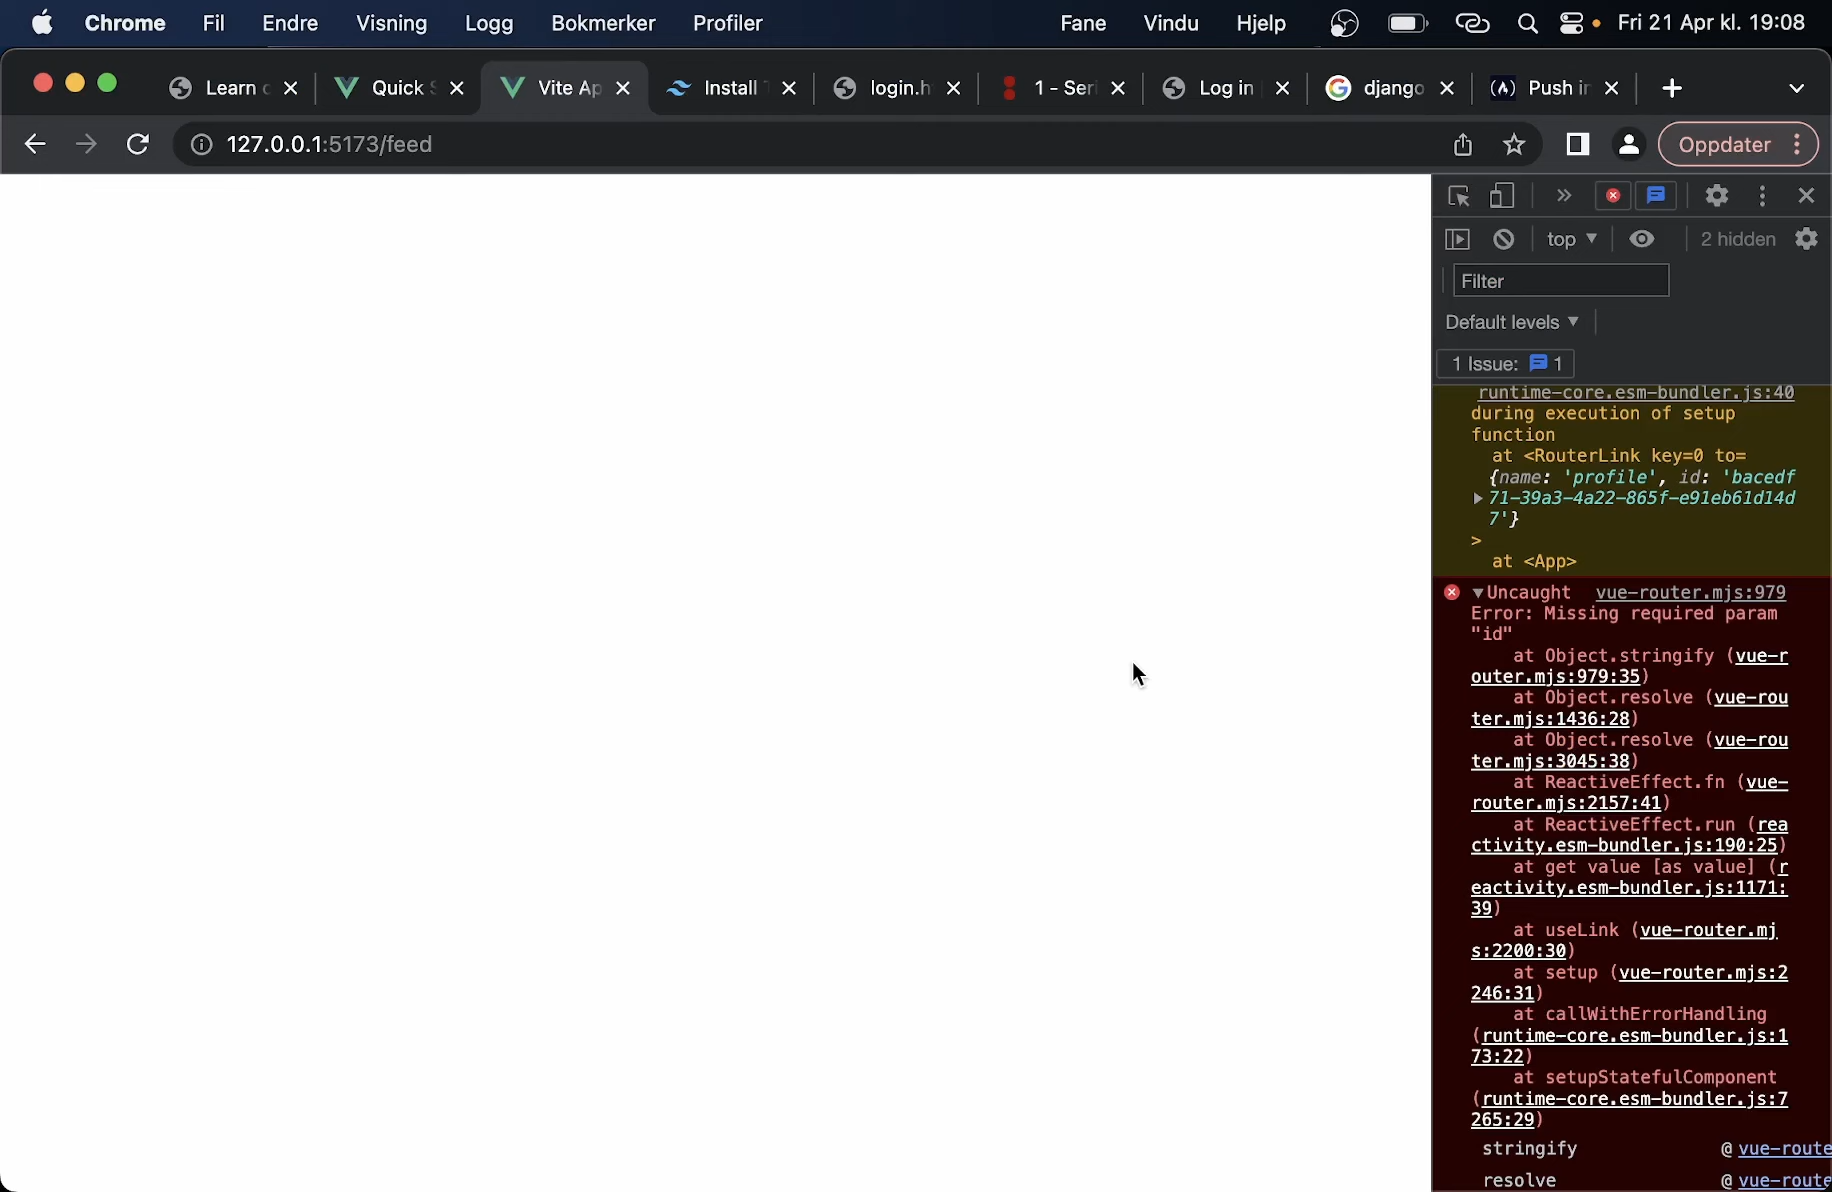 Chrome Fil Endre Visning Logg Bokmerker Profiler Fane Vindu Hjelp Fri 21 Apr kl. 19:08
Learn Quick Vite Ap Install login.h 1 - Ser Log in django Push in
127.0.0.1:5173/feed Oppdater
top 2 hidden
Filter
Default levels
1 Issue: 1
runtime-core.esm-bundler.js:40
during execution of setup
function
at <RouterLink key=0 to=
{name: 'profile', id: 'bacedf
71-39a3-4a22-865f-e91eb61d14d
7'}
>
at <App>
Uncaught vue-router.mjs:979
Error: Missing required param
"id"
at Object.stringify (vue-r
outer.mjs:979:35)
at Object.resolve (vue-rou
ter.mjs:1436:28)
at Object.resolve (vue-rou
ter.mjs:3045:38)
at ReactiveEffect.fn (vue-
router.mjs:2157:41)
at ReactiveEffect.run (rea
ctivity.esm-bundler.js:190:25)
at get value [as value] (r
eactivity.esm-bundler.js:1171:
39)
at useLink (vue-router.mj
s:2200:30)
at setup (vue-router.mjs:2
246:31)
at callWithErrorHandling
(runtime-core.esm-bundler.js:1
73:22)
at setupStatefulComponent
(runtime-core.esm-bundler.js:7
265:29)
stringify @ vue-route
resolve @ vue-route